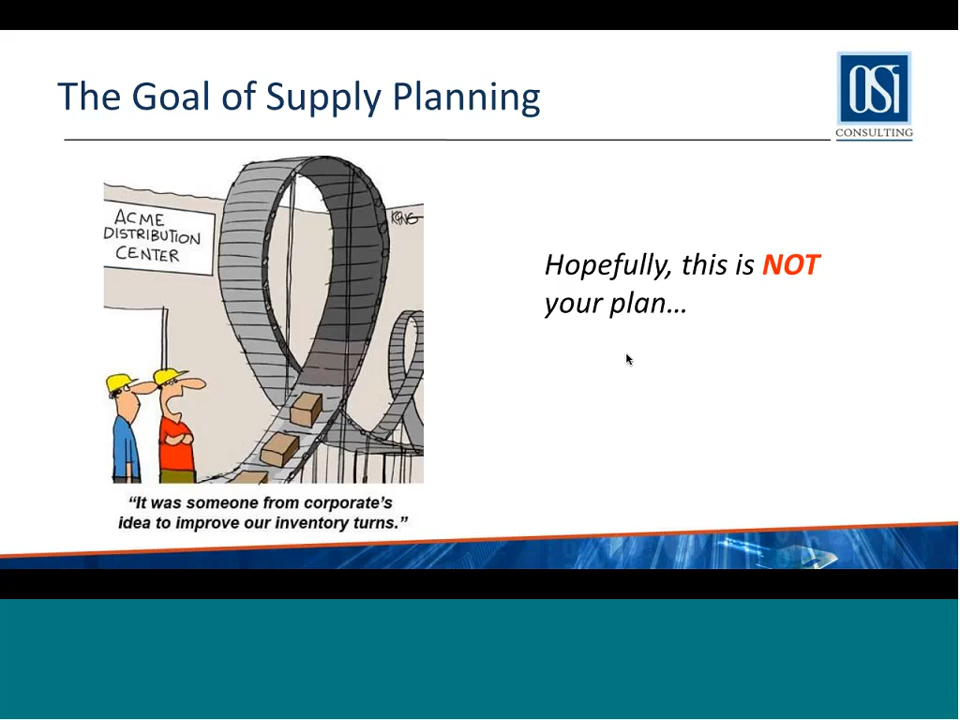 The Goal of Supply Planning
OSi
CONSULTING
ACME
DISTRIBUTION
CENTER
KING
Hopefully, this is NOT
your plan...
“It was someone from corporate’s
idea to improve our inventory turns.”